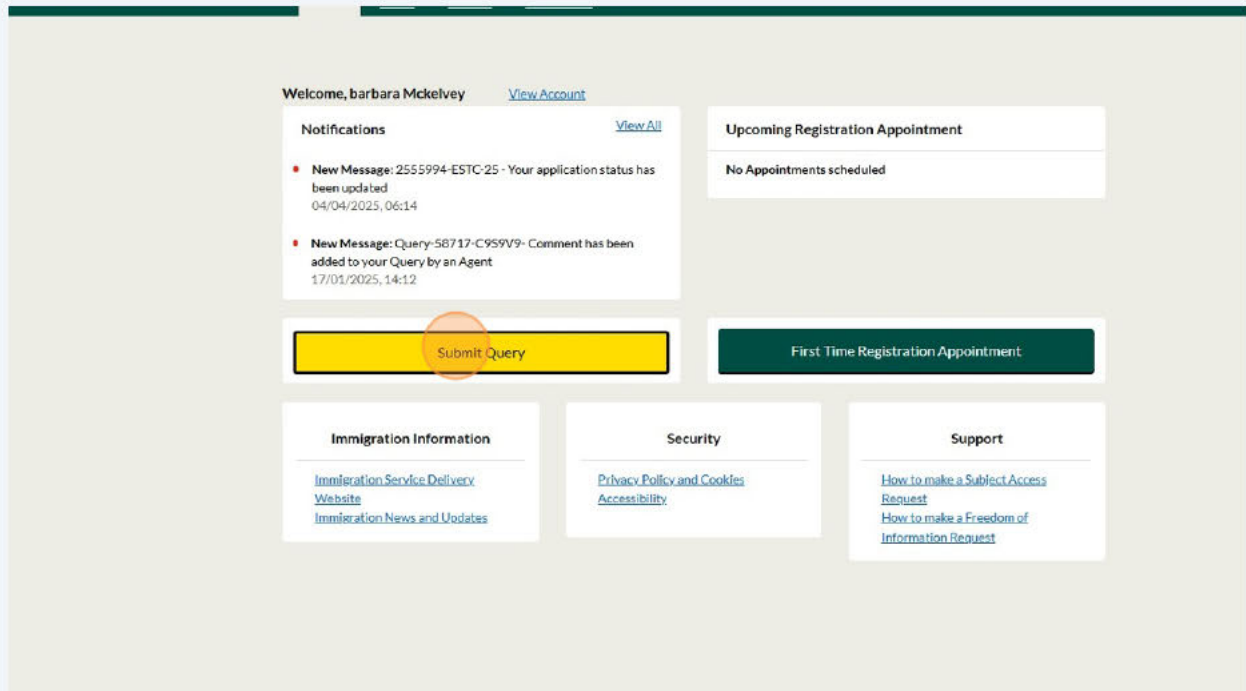 Welcome, barbara Mckelvey
View Account
Notifications
View All
New Message: 2555994-ESTC-25 - Your application status has
been updated
04/04/2025, 06:14
New Message: Query-58717-C9S9V9- Comment has been
added to your Query by an Agent
17/01/2025, 14:12
Upcoming Registration Appointment
No Appointments scheduled
Submit Query
First Time Registration Appointment
Immigration Information
Immigration Service Delivery
Website
Immigration News and Updates
Security
Privacy Policy and Cookies
Accessibility
Support
How to make a Subject Access
Request
How to make a Freedom of
Information Request